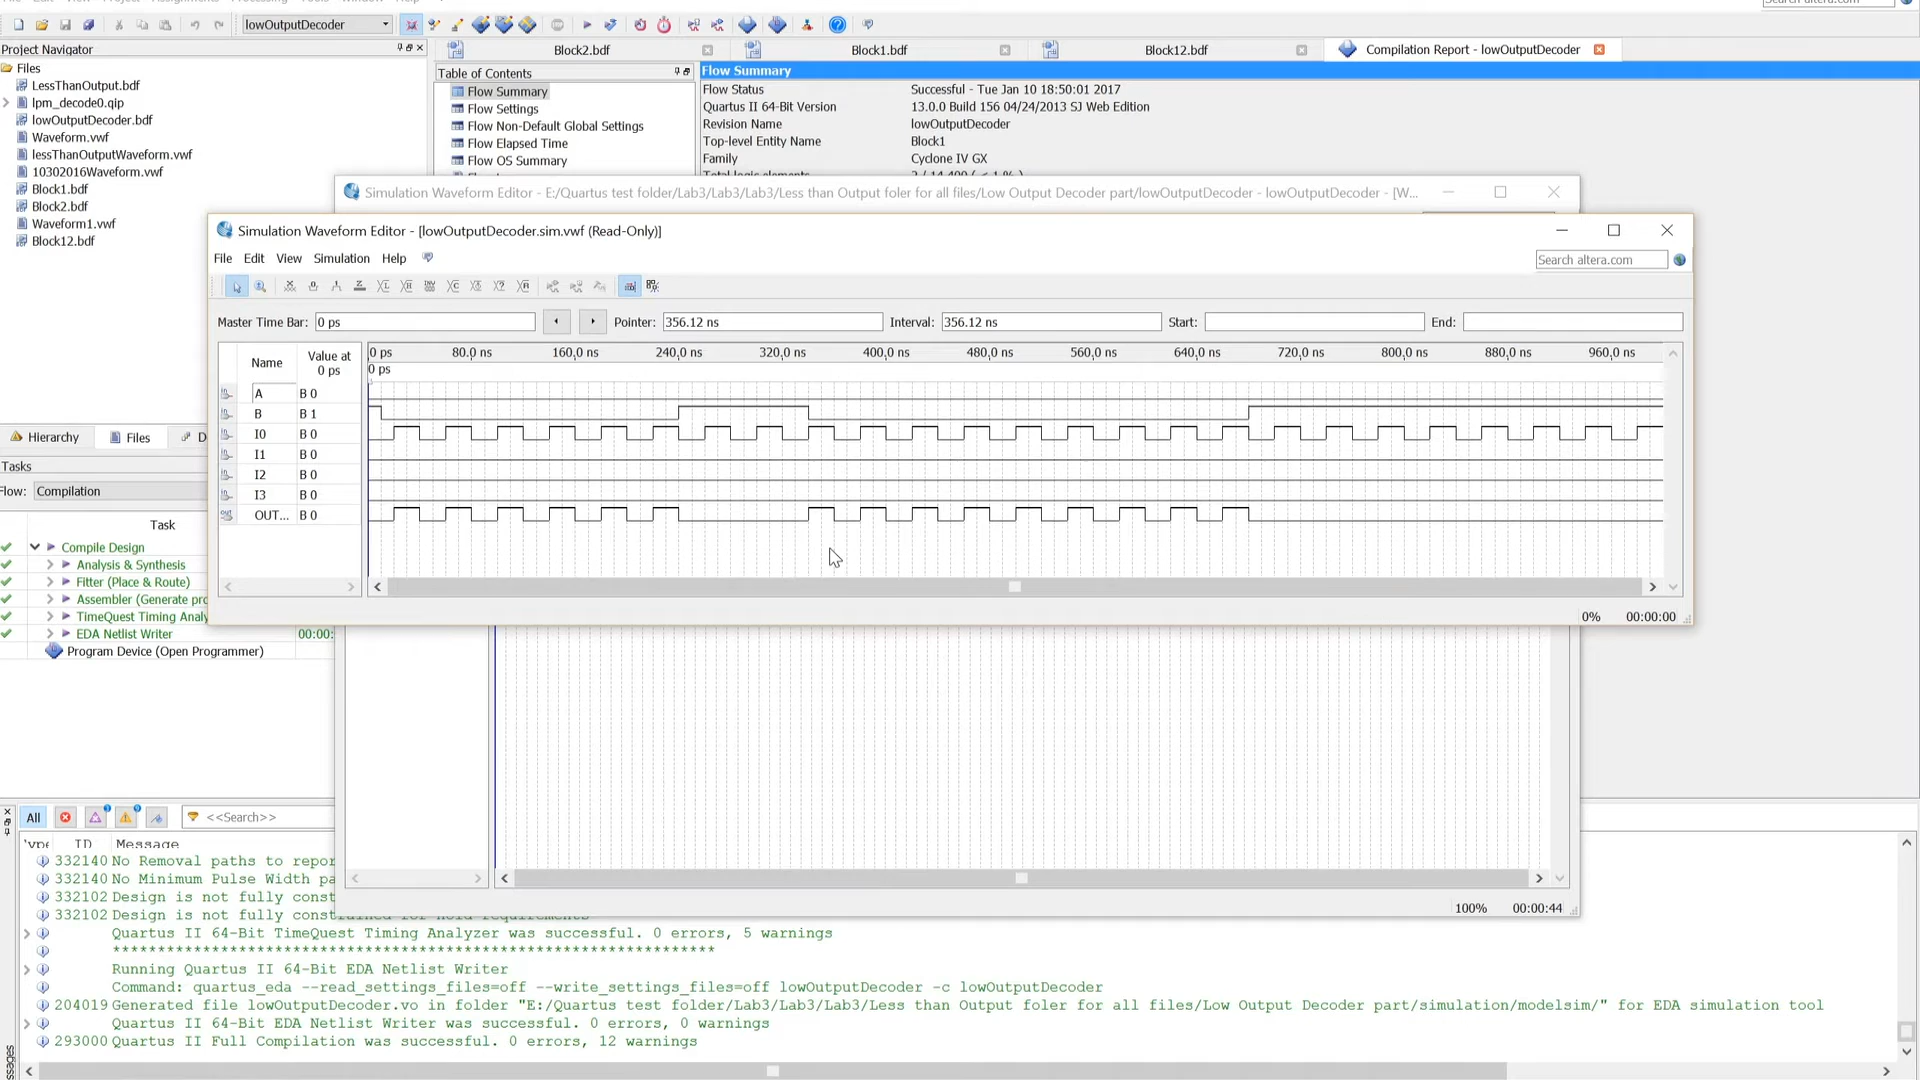 lowOutputDecoder
Project Navigator
Files
LessThanOutput.bdf
lpm_decode0.qip
lowOutputDecoder.bdf
Waveform.vwf
lessThanOutputWaveform.vwf
10302016Waveform.vwf
Block1.bdf
Block2.bdf
Waveform1.vwf
Block12.bdf
Hierarchy
Files
D
Tasks
Flow:
Compilation
Task
Compile Design
Analysis & Synthesis
Fitter (Place & Route)
Assembler (Generate pro
TimeQuest Timing Analy
EDA Netlist Writer
00:00:
Program Device (Open Programmer)
Block2.bdf
Block1.bdf
Block12.bdf
Compilation Report - lowOutputDecoder
Table of Contents
Flow Summary
Flow Settings
Flow Non-Default Global Settings
Flow Elapsed Time
Flow OS Summary
Flow Summary
Flow Status Successful - Tue Jan 10 18:50:01 2017
Quartus II 64-Bit Version 13.0.0 Build 156 04/24/2013 SJ Web Edition
Revision Name lowOutputDecoder
Top-level Entity Name Block1
Family Cyclone IV GX
Simulation Waveform Editor - E:/Quartus test folder/Lab3/Lab3/Lab3/Less than Output foler for all files/Low Output Decoder part/lowOutputDecoder - lowOutputDecoder - [W...
Simulation Waveform Editor - [lowOutputDecoder.sim.vwf (Read-Only)]
File Edit View Simulation Help
Search altera.com
Master Time Bar: 0 ps Pointer: 356.12 ns Interval: 356.12 ns Start: End:
Name
Value at
0 ps
0 ps 80.0 ns 160,0 ns 240,0 ns 320,0 ns 400,0 ns 480,0 ns 560,0 ns 640,0 ns 720,0 ns 800,0 ns 880,0 ns 960,0 ns
0 ps
A B 0
B B 1
I0 B 0
I1 B 0
I2 B 0
I3 B 0
OUT... B 0
0% 00:00:00
100% 00:00:44
All
<<Search>>
ID Message
332140 No Removal paths to repor
332140 No Minimum Pulse Width pa
332102 Design is not fully const
332102 Design is not fully constrained for hold requirements
Quartus II 64-Bit TimeQuest Timing Analyzer was successful. 0 errors, 5 warnings
*******************************************************************
Running Quartus II 64-Bit EDA Netlist Writer
Command: quartus_eda --read_settings_files=off --write_settings_files=off lowOutputDecoder -c lowOutputDecoder
204019 Generated file lowOutputDecoder.vo in folder "E:/Quartus test folder/Lab3/Lab3/Lab3/Less than Output foler for all files/Low Output Decoder part/simulation/modelsim/" for EDA simulation tool
Quartus II 64-Bit EDA Netlist Writer was successful. 0 errors, 0 warnings
293000 Quartus II Full Compilation was successful. 0 errors, 12 warnings